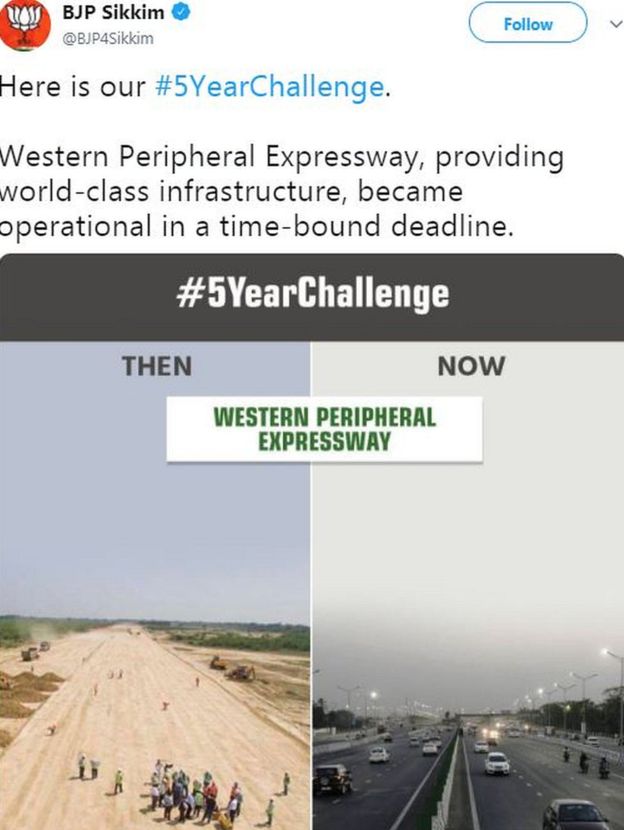 BJP Sikkim
@BJP4Sikkim
Follow
Here is our #5YearChallenge.
Western Peripheral Expressway, providing
world-class infrastructure, became
operational in a time-bound deadline.
#5YearChallenge
THEN
NOW
WESTERN PERIPHERAL
EXPRESSWAY